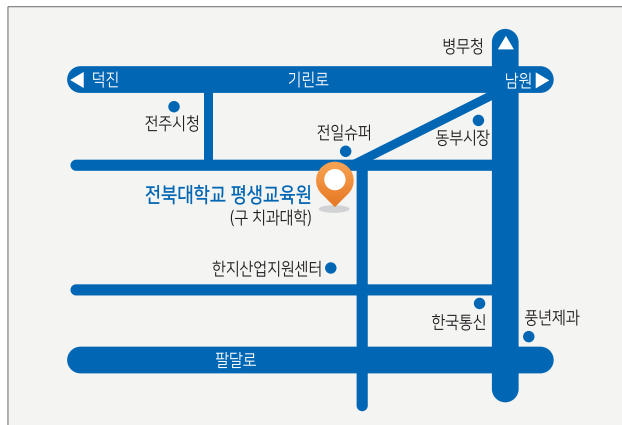 병무청
덕진
기린로
남원
전주시청
전일슈퍼
동부시장
전북대학교 평생교육원
(구 치과대학)
한지산업지원센터
한국통신
풍년제과
팔달로